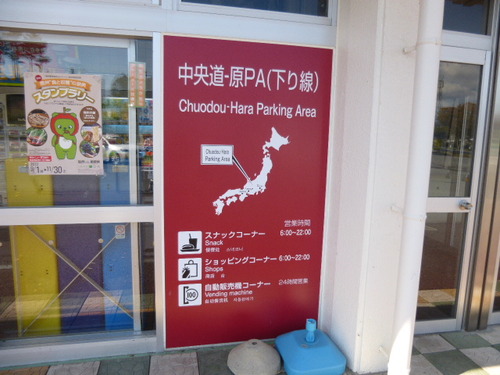 中央道・原PA(下り線)
Chuodou-Hara Parking Area
Chuodou Hara
Parking Area
営業時間
スナックコーナー 6:00~22:00
Snack
ショッピングコーナー 6:00~22:00
Shops
自動販売機コーナー 24時間営業
Vending machine
スタンプラリー